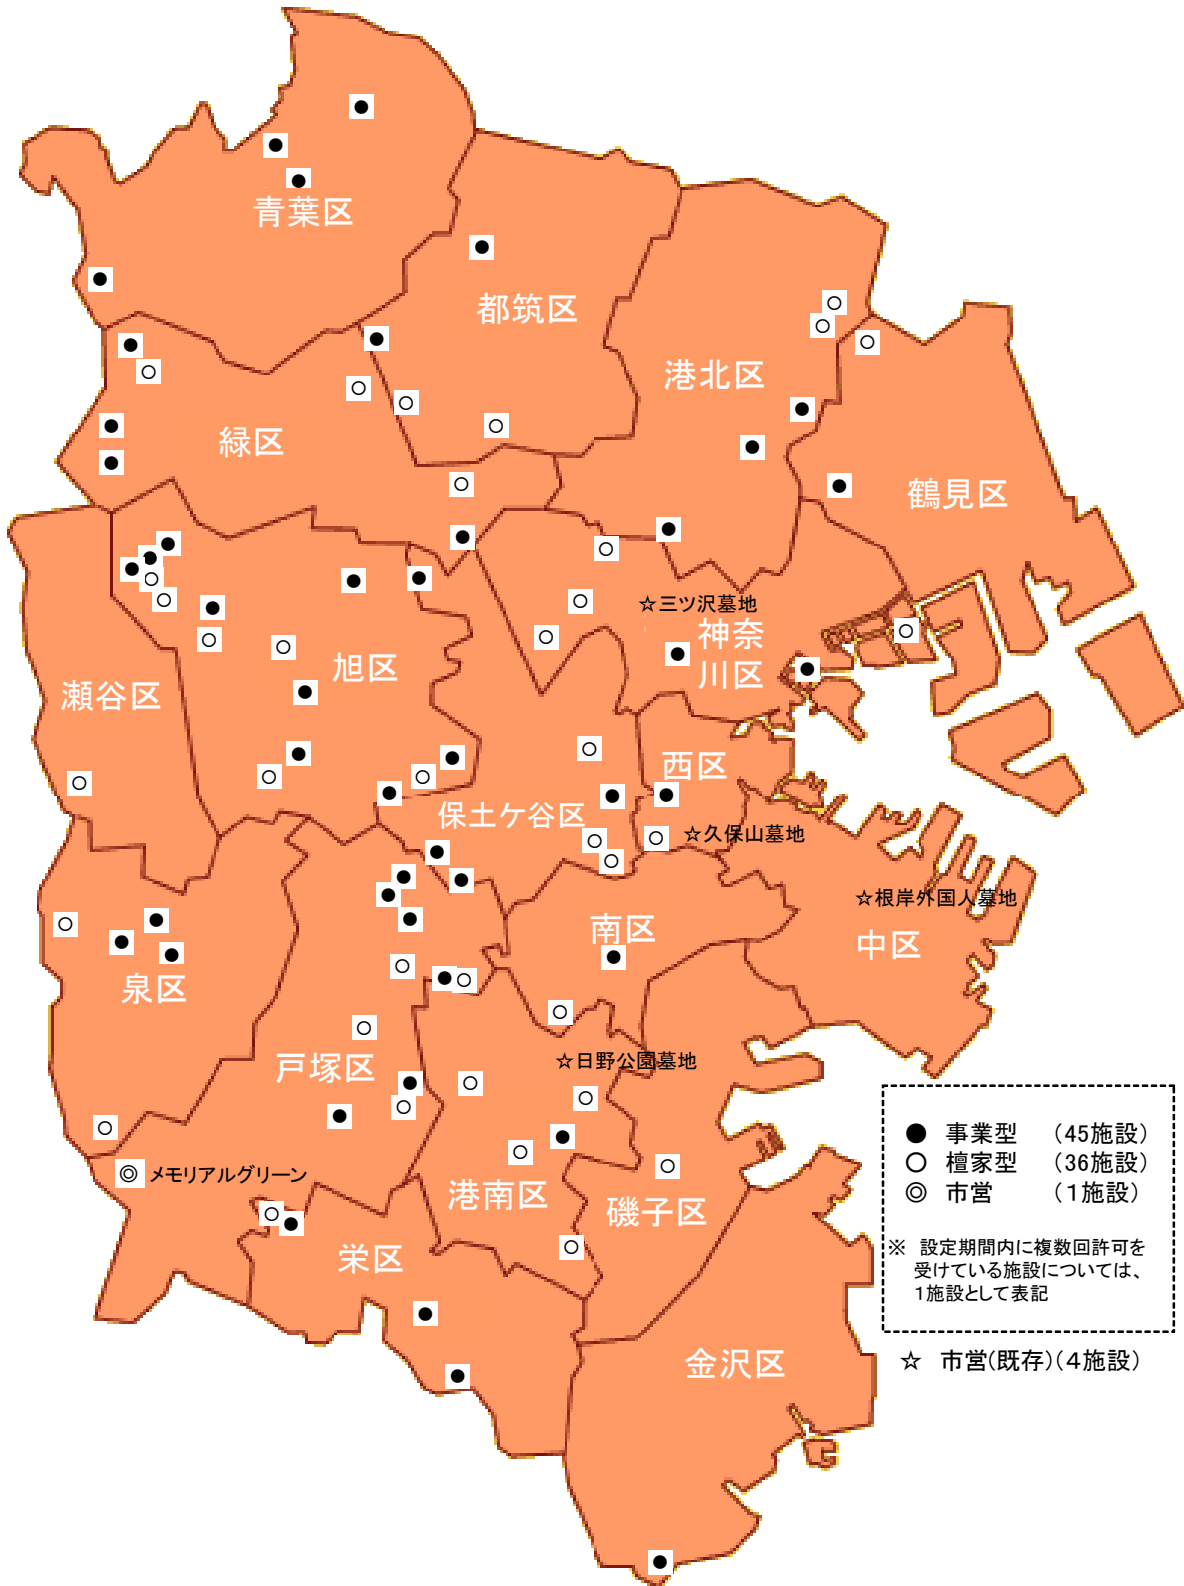 青葉区
都筑区
港北区
緑区
鶴見区
☆三ツ沢墓地
神奈
川区
旭区
瀬谷区
西区
保土ケ谷区
☆久保山墓地
☆根岸外国人墓地
南区
中区
泉区
戸塚区
☆日野公園墓地
◎ メモリアルグリーン
港南区
磯子区
栄区
金沢区
● 事業型 (45施設)
○ 檀家型 (36施設)
◎ 市営 (1施設)
※ 設定期間内に複数回許可を
受けている施設については、
1施設として表記
☆ 市営(既存)(4施設)